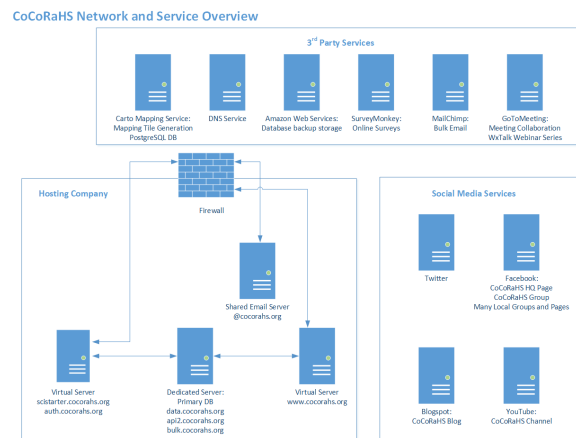 CoCoRaHS Network and Service Overview
3rd Party Services
Carto Mapping Service:
Mapping Tile Generation
PostgreSQL DB
DNS Service
Amazon Web Services:
Database backup storage
SurveyMonkey:
Online Surveys
MailChimp:
Bulk Email
GoToMeeting:
Meeting Collaboration
WxTalk Webinar Series
Hosting Company
Firewall
Shared Email Server
@cocorahs.org
Virtual Server
scistarter.cocorahs.org
auth.cocorahs.org
Dedicated Server:
Primary DB
data.cocorahs.org
api2.cocorahs.org
bulk.cocorahs.org
Virtual Server
www.cocorahs.org
Social Media Services
Twitter
Facebook:
CoCoRaHS HQ Page
CoCoRaHS Group
Many Local Groups and Pages
Blogspot:
CoCoRaHS Blog
YouTube:
CoCoRaHS Channel